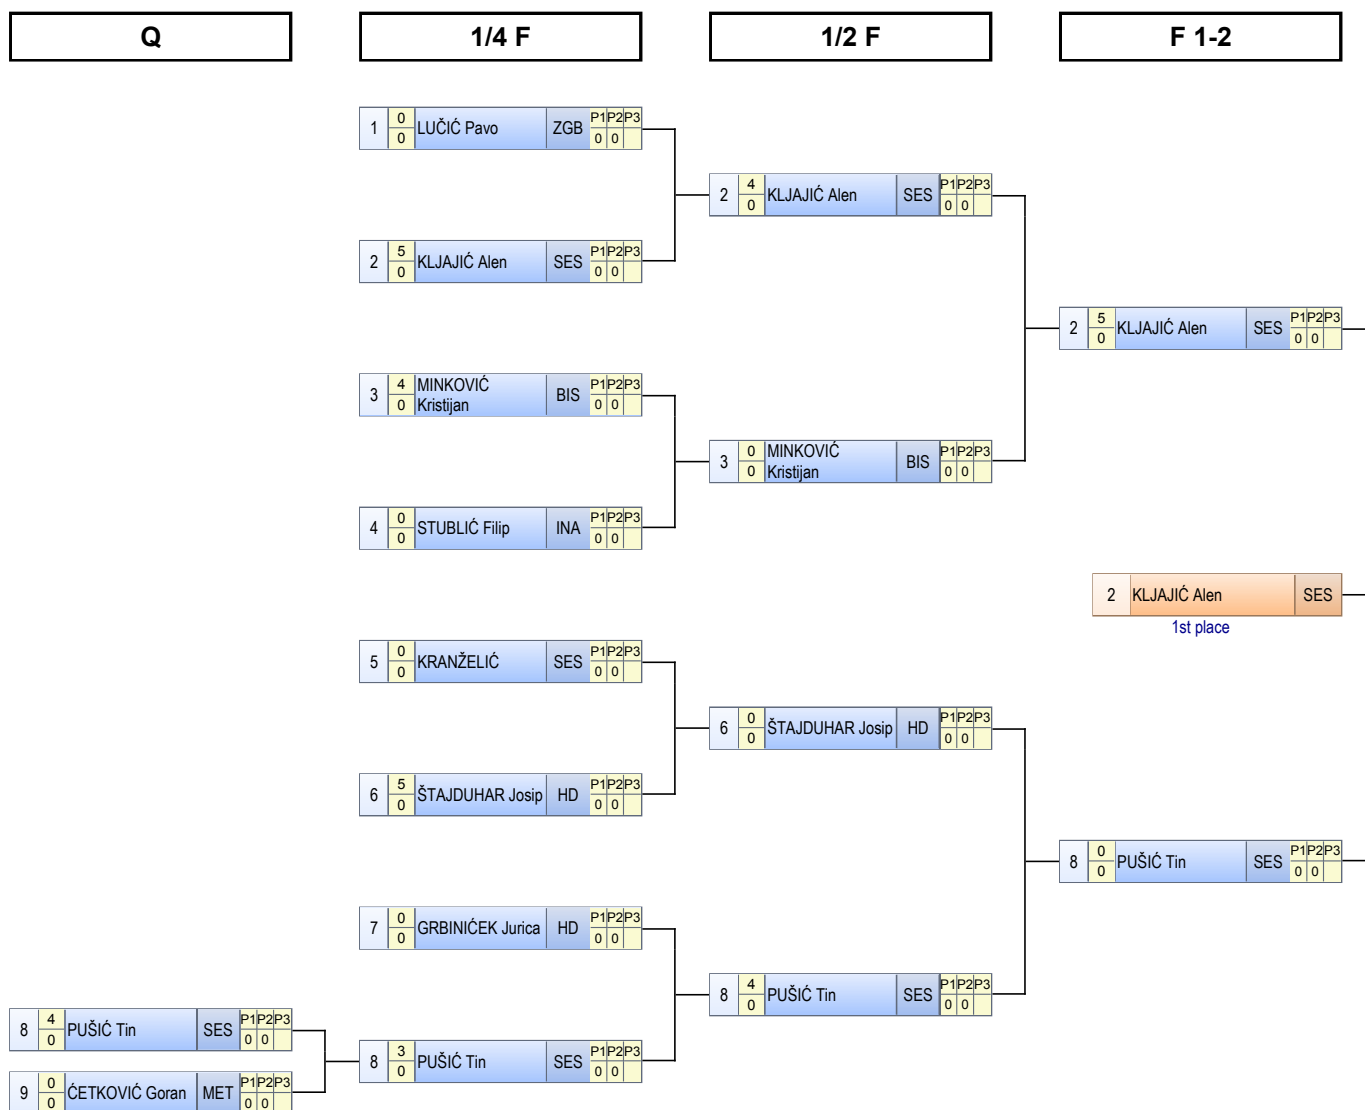 Q
1/4 F
1/2 F
F 1-2
1 0 LUČIĆ Pavo ZGB P1 P2 P3
0 0 0
2 4 KLJAJIĆ Alen SES P1 P2 P3
0 0 0
2 5 KLJAJIĆ Alen SES P1 P2 P3
0 0 0
2 5 KLJAJIĆ Alen SES P1 P2 P3
0 0 0
3 4 MINKOVIĆ BIS P1 P2 P3
0 Kristijan 0 0
3 0 MINKOVIĆ BIS P1 P2 P3
0 Kristijan 0 0
4 0 STUBLIĆ Filip INA P1 P2 P3
0 0 0
2 KLJAJIĆ Alen SES
1st place
5 0 KRANŽELIĆ SES P1 P2 P3
0 0 0
6 0 ŠTAJDUHAR Josip HD P1 P2 P3
0 0 0
6 5 ŠTAJDUHAR Josip HD P1 P2 P3
0 0 0
8 0 PUŠIĆ Tin SES P1 P2 P3
0 0 0
7 0 GRBINIĆEK Jurica HD P1 P2 P3
0 0 0
8 4 PUŠIĆ Tin SES P1 P2 P3
0 0 0
8 4 PUŠIĆ Tin SES P1 P2 P3
0 0 0
8 3 PUŠIĆ Tin SES P1 P2 P3
0 0 0
9 0 ĆETKOVIĆ Goran MET P1 P2 P3
0 0 0